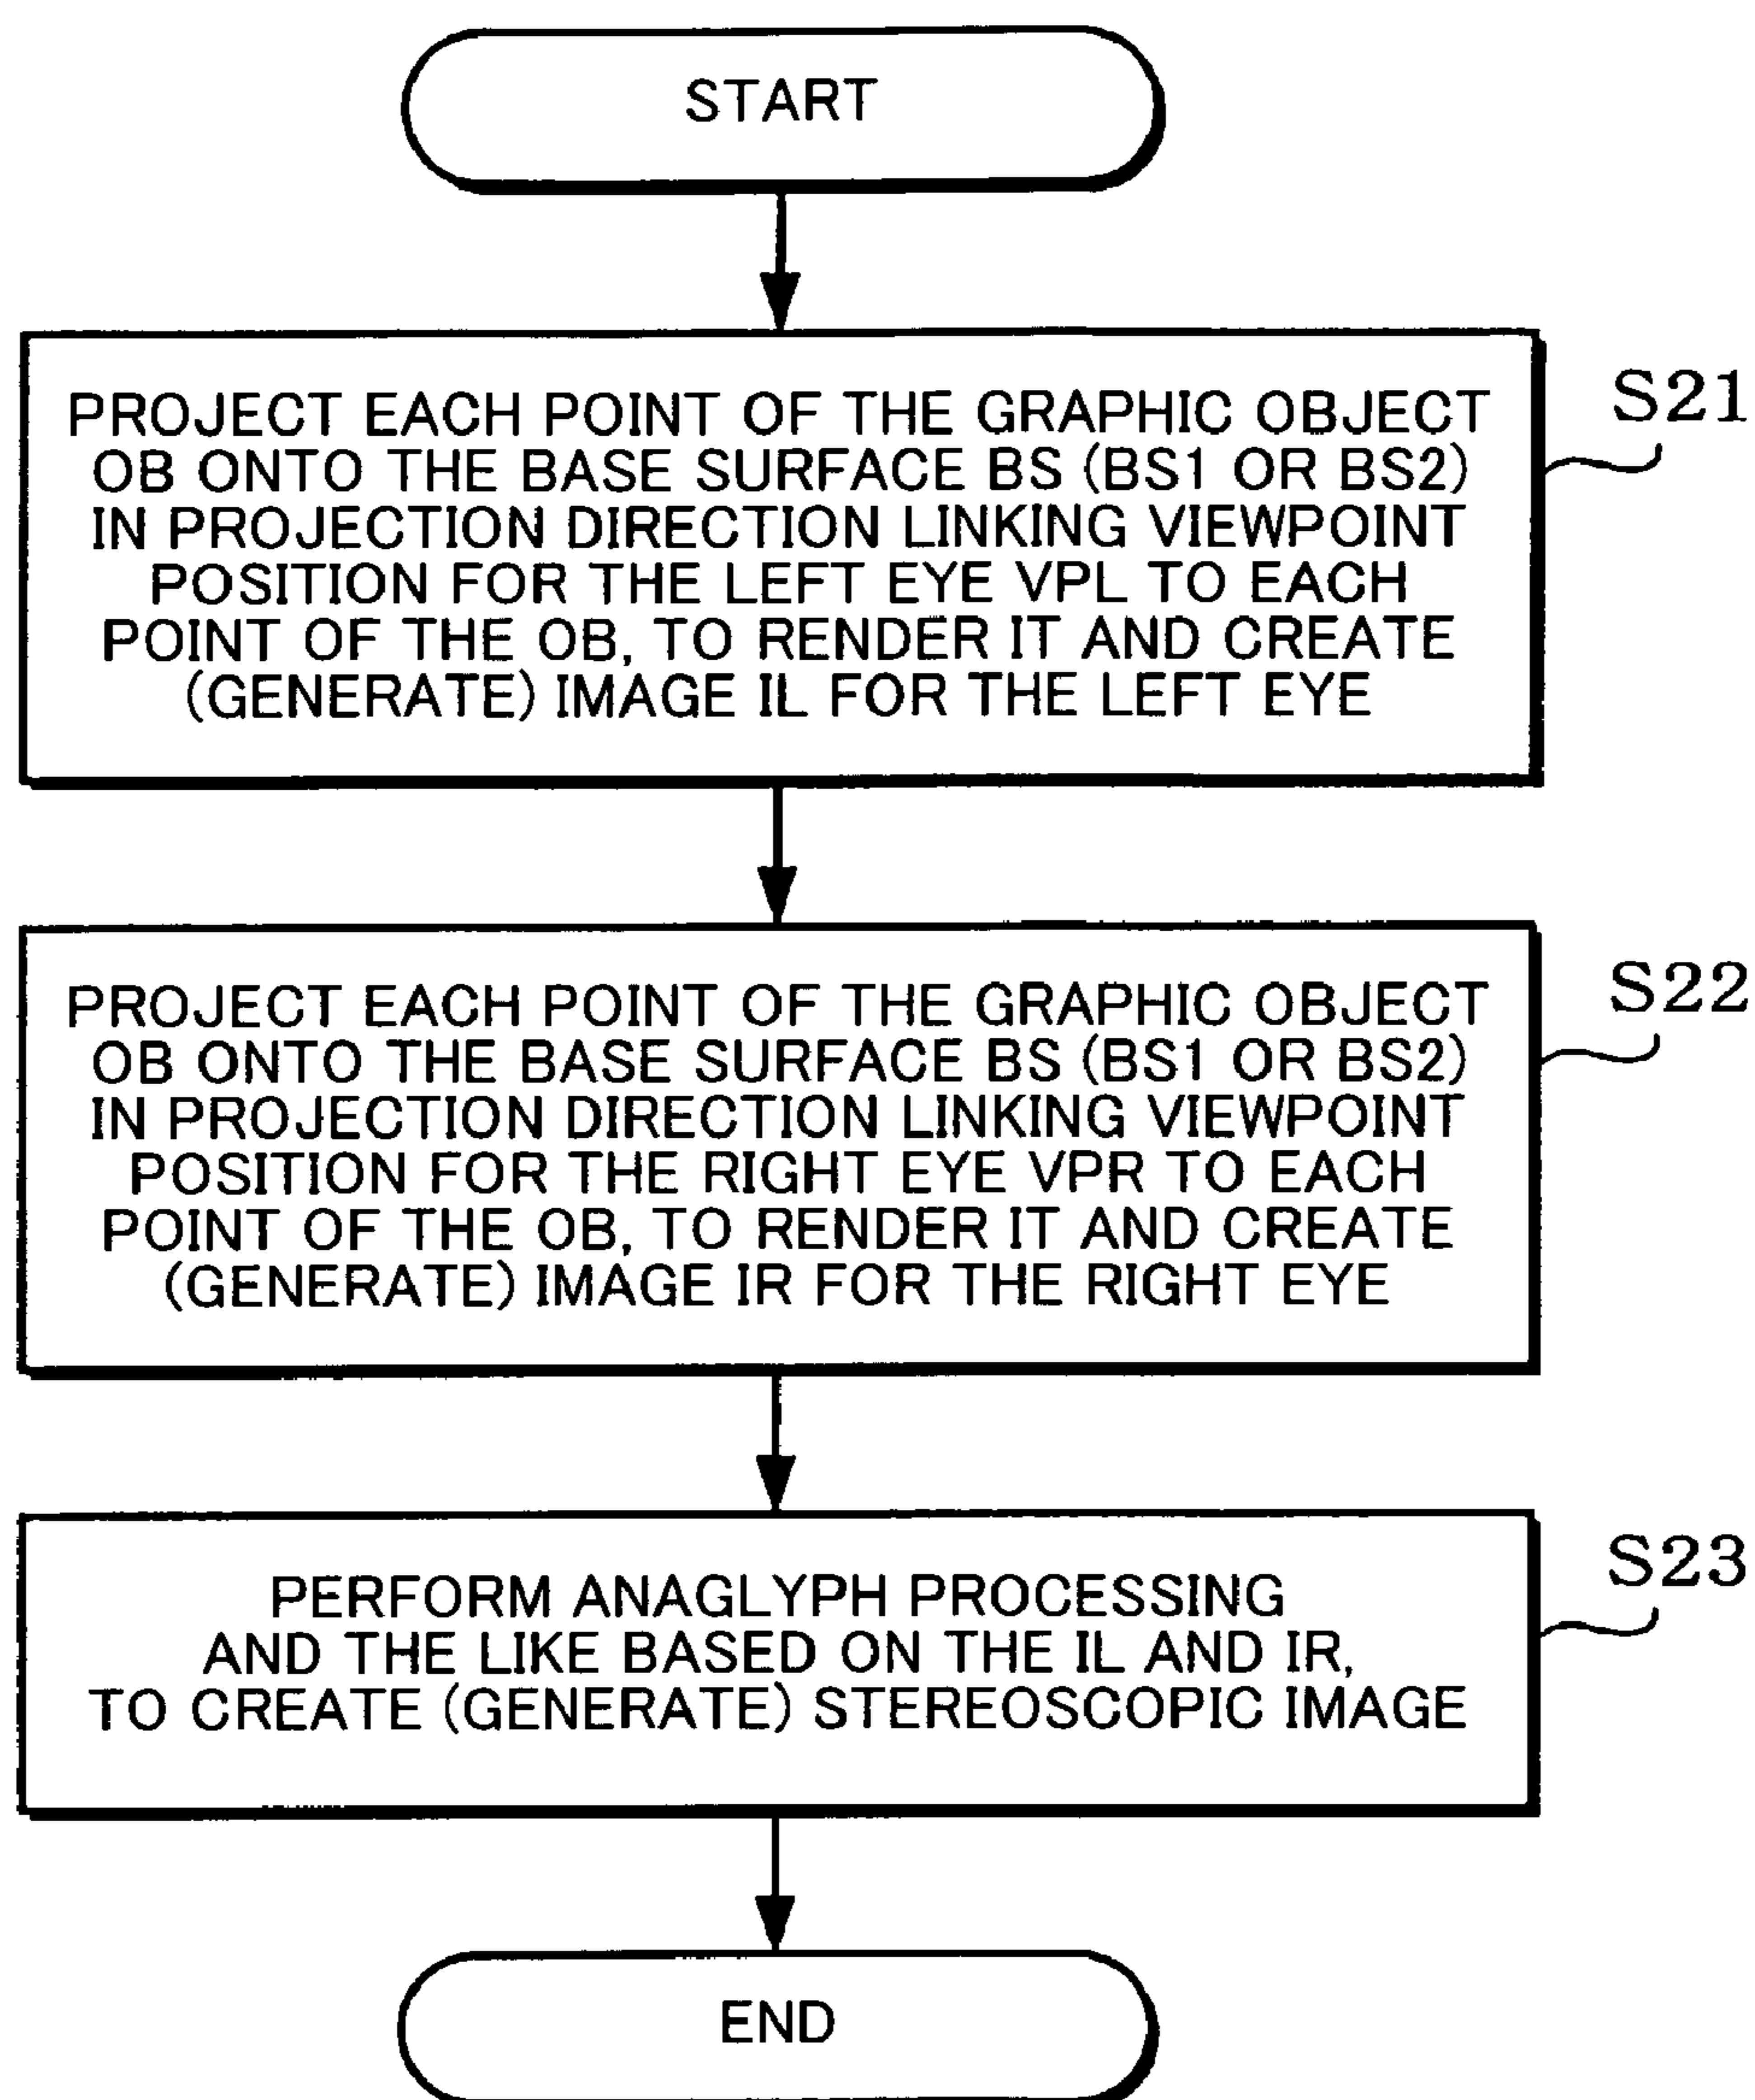 START
PROJECT EACH POINT OF THE GRAPHIC OBJECT
OB ONTO THE BASE SURFACE BS (BS1 OR BS2)
IN PROJECTION DIRECTION LINKING VIEWPOINT
POSITION FOR THE LEFT EYE VPL TO EACH
POINT OF THE OB, TO RENDER IT AND CREATE
(GENERATE) IMAGE IL FOR THE LEFT EYE
S21
PROJECT EACH POINT OF THE GRAPHIC OBJECT
OB ONTO THE BASE SURFACE BS (BS1 OR BS2)
IN PROJECTION DIRECTION LINKING VIEWPOINT
POSITION FOR THE RIGHT EYE VPR TO EACH
POINT OF THE OB, TO RENDER IT AND CREATE
(GENERATE) IMAGE IR FOR THE RIGHT EYE
S22
PERFORM ANAGLYPH PROCESSING
AND THE LIKE BASED ON THE IL AND IR,
TO CREATE (GENERATE) STEREOSCOPIC IMAGE
S23
END